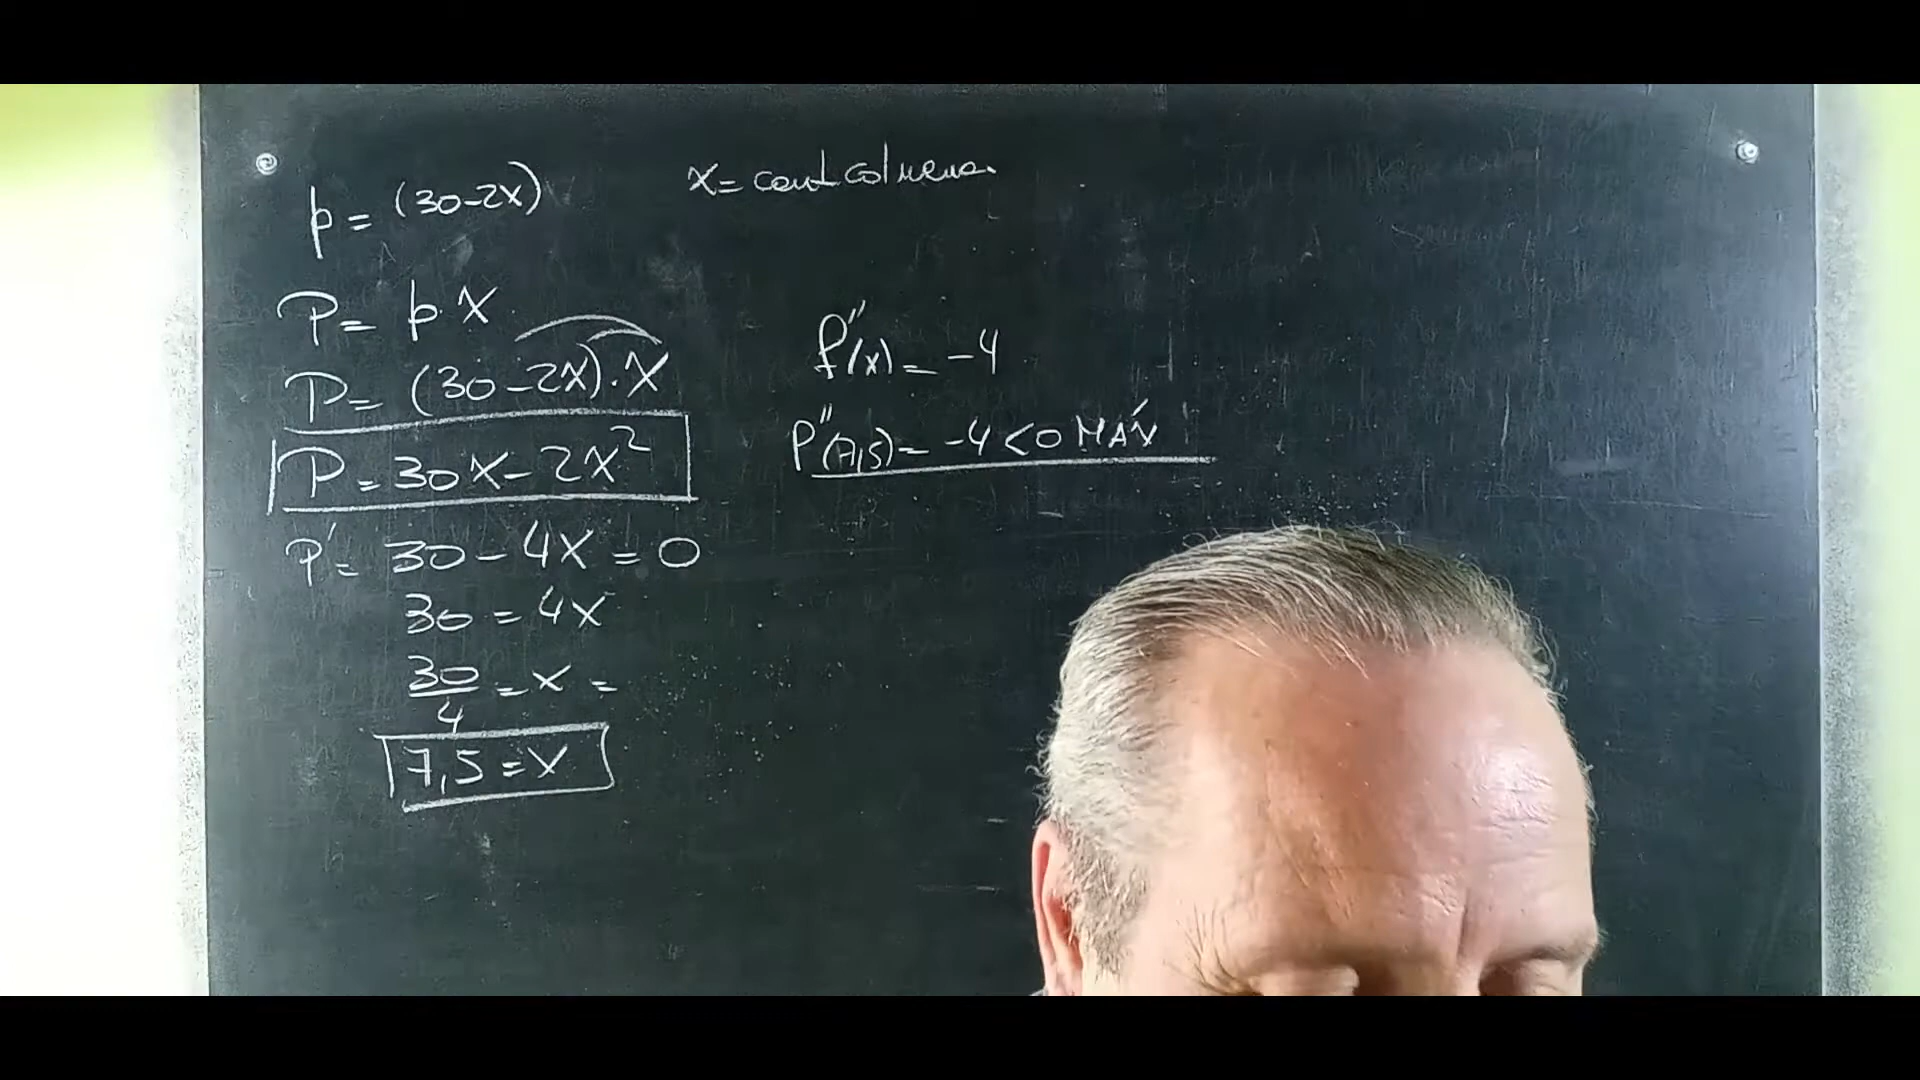 p = (30-2x)
x = cant colmena.
P = p x
P = (30-2x).x
P = 30x - 2x²
P' = 30 - 4x = 0
30 = 4x
30/4 = x =
7,5 = x
f''(x) = -4
P''(7,5) = -4 < 0 MÁX